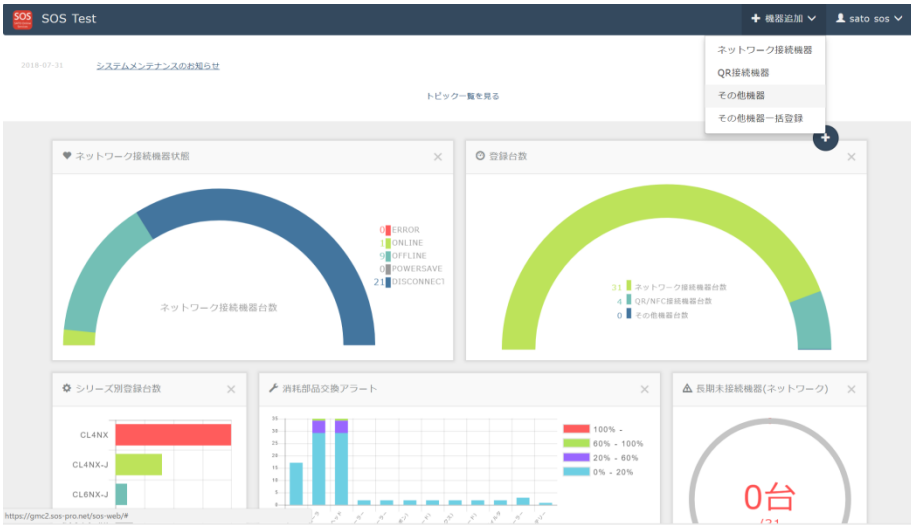 SOS
SOS Test
機器追加
sato sos
ネットワーク接続機器
QR接続機器
その他機器
その他機器一括登録
2018-07-31 システムメンテナンスのお知らせ
トピック一覧を見る
ネットワーク接続機器状態
0 ERROR
1 ONLINE
9 OFFLINE
0 POWERSAVE
21 DISCONNECT
ネットワーク接続機器台数
登録台数
31 ネットワーク接続機器台数
4 QR/NFC接続機器台数
0 その他機器台数
シリーズ別登録台数
CL4NX
CL4NX-J
CL6NX-J
消耗部品交換アラート
100% -
60% - 100%
20% - 60%
0% - 20%
長期未接続機器(ネットワーク)
0台
/31
https://gmc2.sos-pro.net/sos-web/#